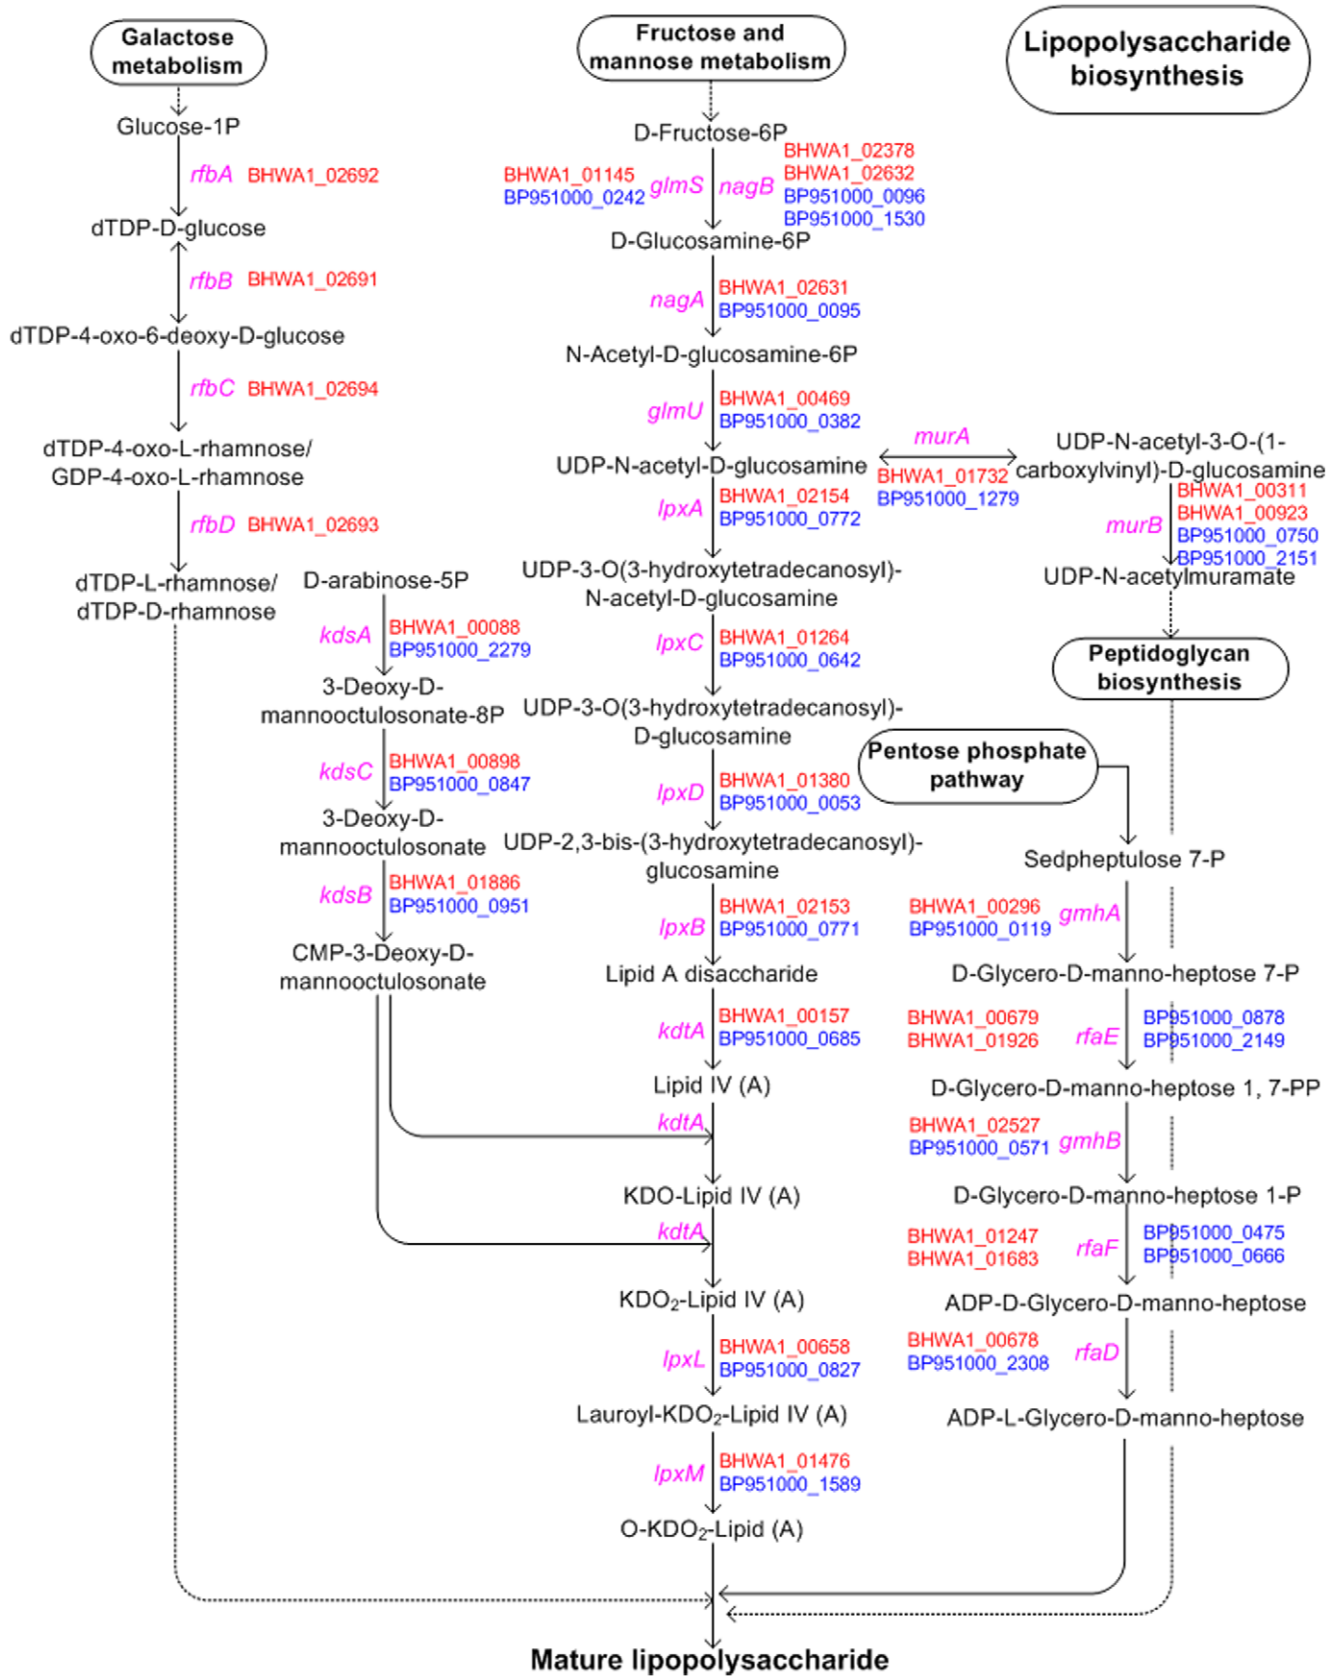 Galactose
metabolism
Glucose-1P
rfbA BHWA1_02692
dTDP-D-glucose
rfbB BHWA1_02691
dTDP-4-oxo-6-deoxy-D-glucose
rfbC BHWA1_02694
dTDP-4-oxo-L-rhamnose/
GDP-4-oxo-L-rhamnose
rfbD BHWA1_02693
dTDP-L-rhamnose/
dTDP-D-rhamnose
D-arabinose-5P
kdsA
BHWA1_00088
BP951000_2279
3-Deoxy-D-
mannooctulosonate-8P
kdsC
BHWA1_00898
BP951000_0847
3-Deoxy-D-
mannooctulosonate
kdsB
BHWA1_01886
BP951000_0951
CMP-3-Deoxy-D-
mannooctulosonate
Fructose and
mannose metabolism
D-Fructose-6P
BHWA1_01145
BP951000_0242
glmS
nagB
BHWA1_02378
BHWA1_02632
BP951000_0096
BP951000_1530
D-Glucosamine-6P
nagA
BHWA1_02631
BP951000_0095
N-Acetyl-D-glucosamine-6P
glmU
BHWA1_00469
BP951000_0382
UDP-N-acetyl-D-glucosamine
lpxA
BHWA1_02154
BP951000_0772
UDP-3-O(3-hydroxytetradecanosyl)-
N-acetyl-D-glucosamine
lpxC
BHWA1_01264
BP951000_0642
UDP-3-O(3-hydroxytetradecanosyl)-
D-glucosamine
lpxD
BHWA1_01380
BP951000_0053
UDP-2,3-bis-(3-hydroxytetradecanosyl)-
glucosamine
lpxB
BHWA1_02153
BP951000_0771
Lipid A disaccharide
kdtA
BHWA1_00157
BP951000_0685
Lipid IV (A)
kdtA
KDO-Lipid IV (A)
kdtA
KDO₂-Lipid IV (A)
lpxL
BHWA1_00658
BP951000_0827
Lauroyl-KDO₂-Lipid IV (A)
lpxM
BHWA1_01476
BP951000_1589
O-KDO₂-Lipid (A)
Lipopolysaccharide
biosynthesis
murA
BHWA1_01732
BP951000_1279
UDP-N-acetyl-3-O-(1-
carboxylvinyl)-D-glucosamine
murB
BHWA1_00311
BHWA1_00923
BP951000_0750
BP951000_2151
UDP-N-acetylmuramate
Peptidoglycan
biosynthesis
Pentose phosphate
pathway
Sedpheptulose 7-P
BHWA1_00296
BP951000_0119
gmhA
D-Glycero-D-manno-heptose 7-P
BHWA1_00679
BHWA1_01926
rfaE
BP951000_0878
BP951000_2149
D-Glycero-D-manno-heptose 1, 7-PP
BHWA1_02527
BP951000_0571
gmhB
D-Glycero-D-manno-heptose 1-P
BHWA1_01247
BHWA1_01683
rfaF
BP951000_0475
BP951000_0666
ADP-D-Glycero-D-manno-heptose
BHWA1_00678
BP951000_2308
rfaD
ADP-L-Glycero-D-manno-heptose
Mature lipopolysaccharide